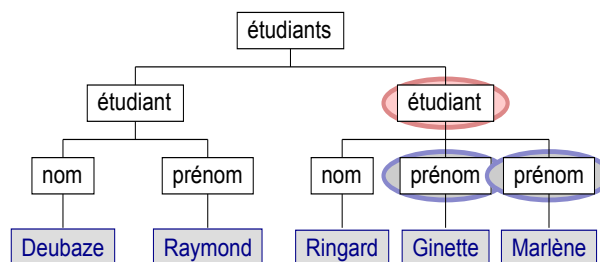 étudiants
étudiant étudiant
nom prénom nom prénom prénom
Deubaze Raymond Ringard Ginette Marlène